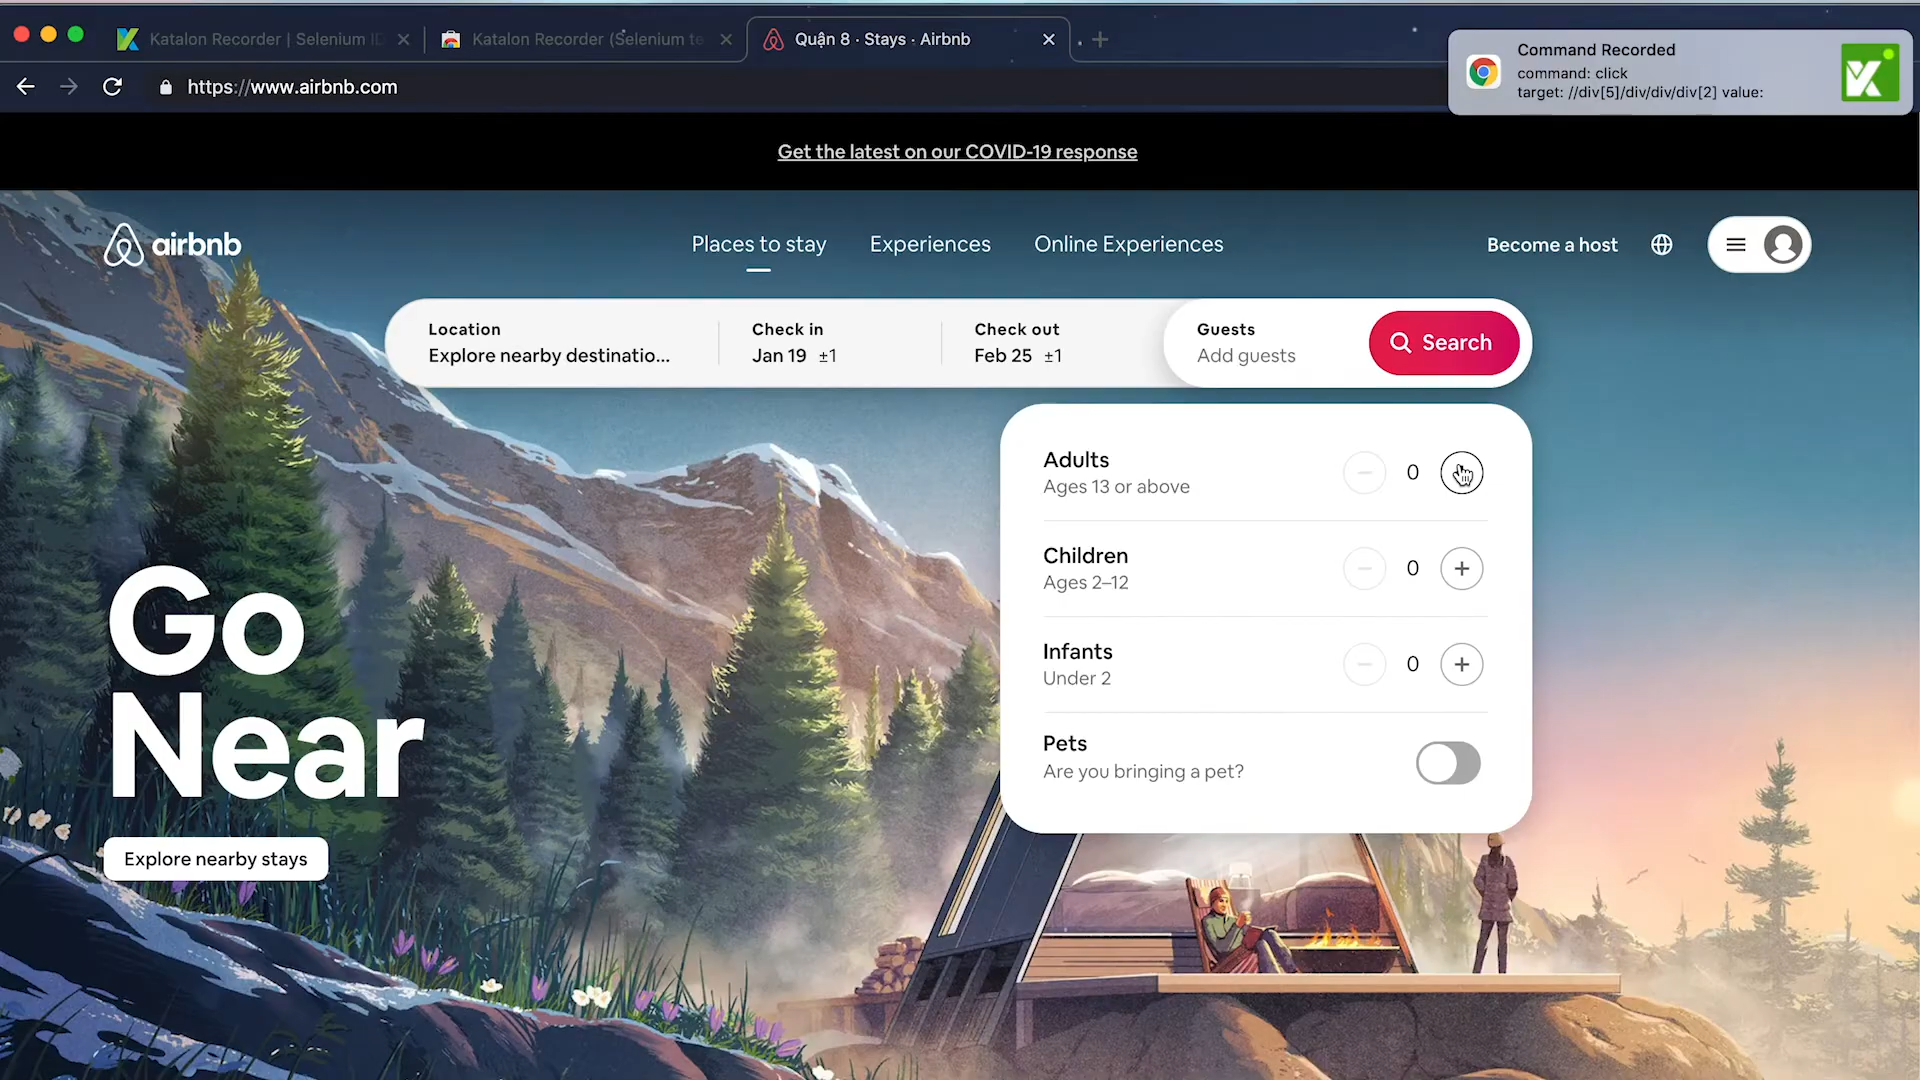 Katalon Recorder | Selenium ID
Katalon Recorder (Selenium te
Quận 8 · Stays · Airbnb
Command Recorded
command: click
target: //div[5]/div/div/div[2] value:
https://www.airbnb.com
Get the latest on our COVID-19 response
airbnb
Places to stay
Experiences
Online Experiences
Become a host
Location
Explore nearby destinatio...
Check in
Jan 19 ±1
Check out
Feb 25 ±1
Guests
Add guests
Search
Adults
Ages 13 or above
0
Children
Ages 2–12
0
Infants
Under 2
0
Pets
Are you bringing a pet?
Go
Near
Explore nearby stays